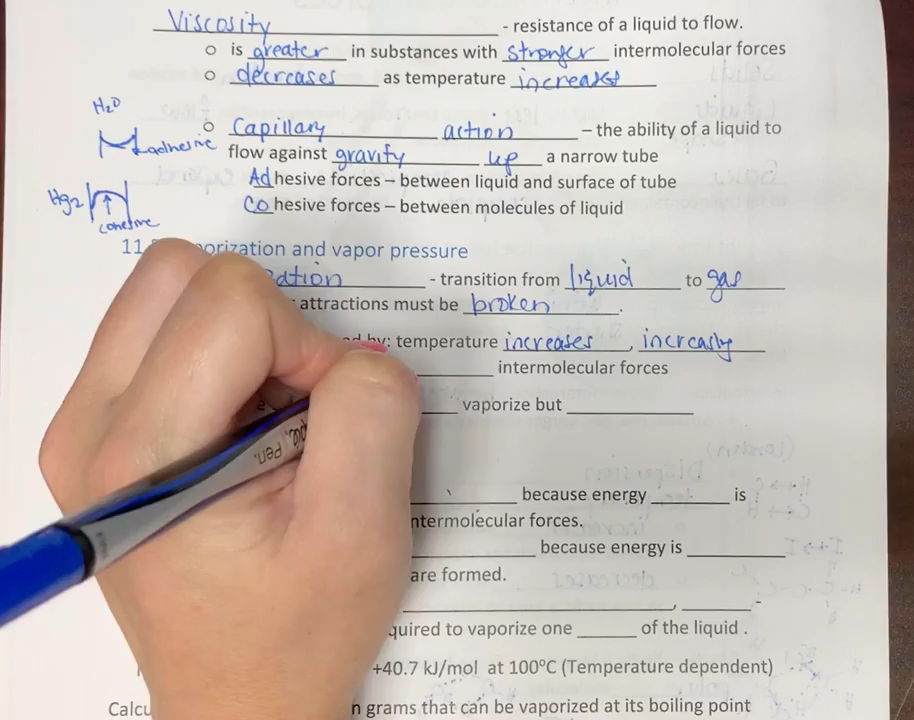 Viscosity - resistance of a liquid to flow.
is greater in substances with stronger intermolecular forces
decreases as temperature increases
H₂O
Capillary action – the ability of a liquid to
adhesive flow against gravity up a narrow tube
Adhesive forces – between liquid and surface of tube
Hg2 Cohesive forces – between molecules of liquid
cohesive
11. orization and vapor pressure
ation - transition from liquid to gas
attractions must be broken.
ed by: temperature increases, increasing
intermolecular forces
vaporize but
Pen.
because energy is
ntermolecular forces.
because energy is
are formed.
, -
quired to vaporize one of the liquid.
+40.7 kJ/mol at 100°C (Temperature dependent)
Calcu n grams that can be vaporized at its boiling point